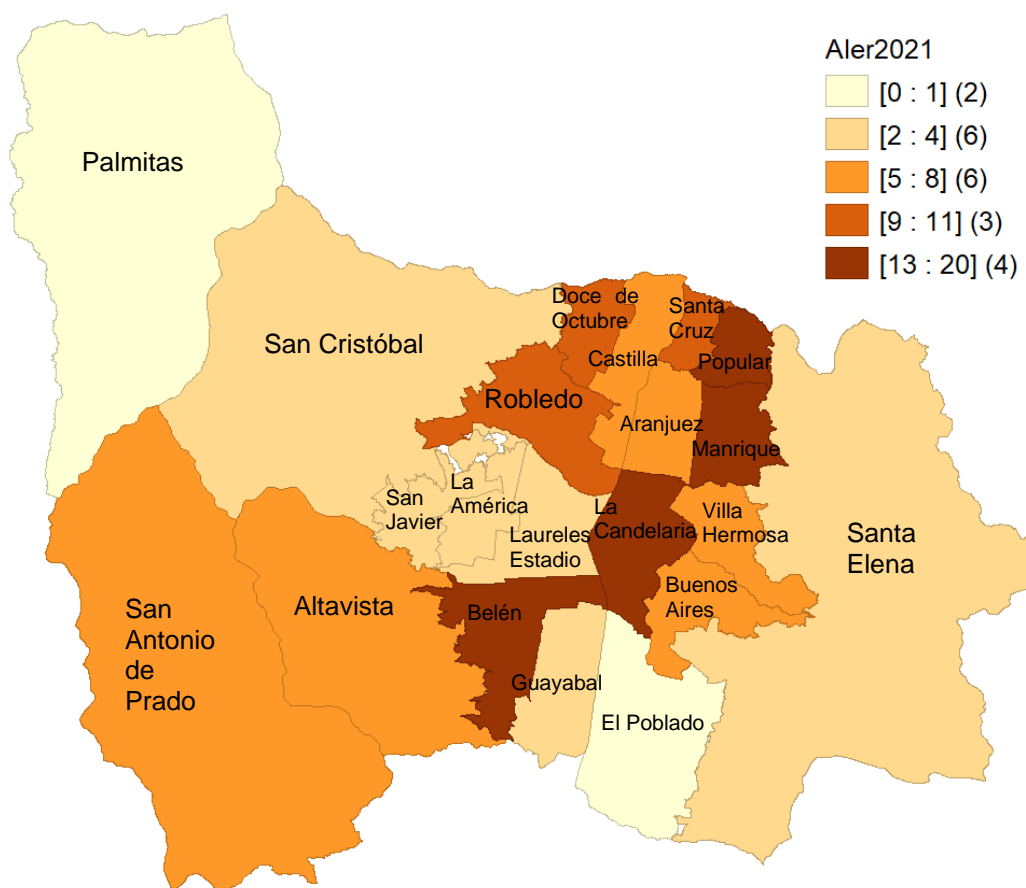 Aler2021
[0 : 1] (2)
[2 : 4] (6)
[5 : 8] (6)
[9 : 11] (3)
[13 : 20] (4)
Palmitas
San Cristóbal
Doce de
Octubre
Santa
Cruz
Castilla
Popular
Robledo
Aranjuez
Manrique
La
América
San
Javier
Laureles
Estadio
La
Candelaria
Villa
Hermosa
Santa
Elena
Buenos
Aires
San
Antonio
de
Prado
Altavista
Belén
Guayabal
El Poblado